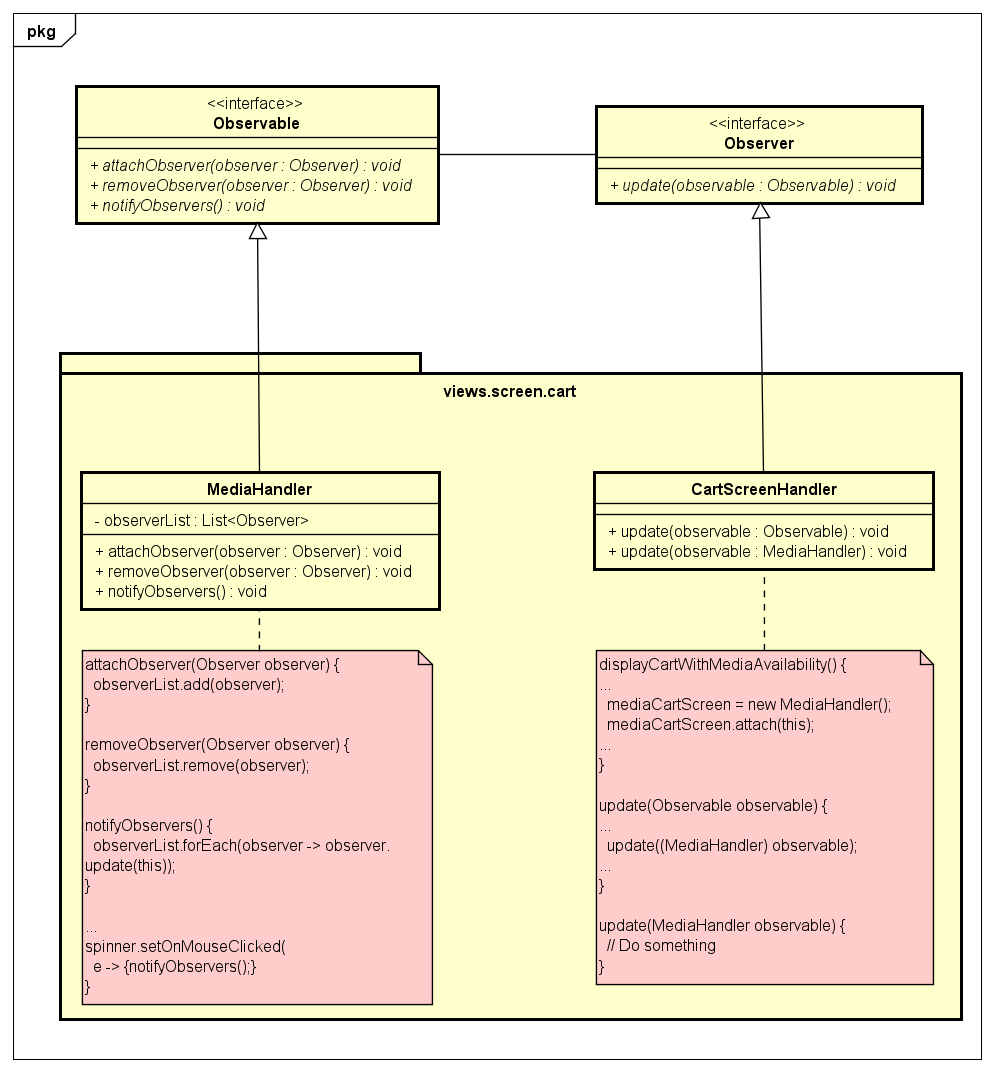 pkg
<<interface>>
Observable
+ attachObserver(observer : Observer) : void
+ removeObserver(observer : Observer) : void
+ notifyObservers() : void
<<interface>>
Observer
+ update(observable : Observable) : void
views.screen.cart
MediaHandler
- observerList : List<Observer>
+ attachObserver(observer : Observer) : void
+ removeObserver(observer : Observer) : void
+ notifyObservers() : void
CartScreenHandler
+ update(observable : Observable) : void
+ update(observable : MediaHandler) : void
attachObserver(Observer observer) {
observerList.add(observer);
}
removeObserver(Observer observer) {
observerList.remove(observer);
}
notifyObservers() {
observerList.forEach(observer -> observer.
update(this));
}
...
spinner.setOnMouseClicked(
e -> {notifyObservers();}
}
displayCartWithMediaAvailability() {
...
mediaCartScreen = new MediaHandler();
mediaCartScreen.attach(this);
...
}
update(Observable observable) {
...
update((MediaHandler) observable);
...
}
update(MediaHandler observable) {
// Do something
}